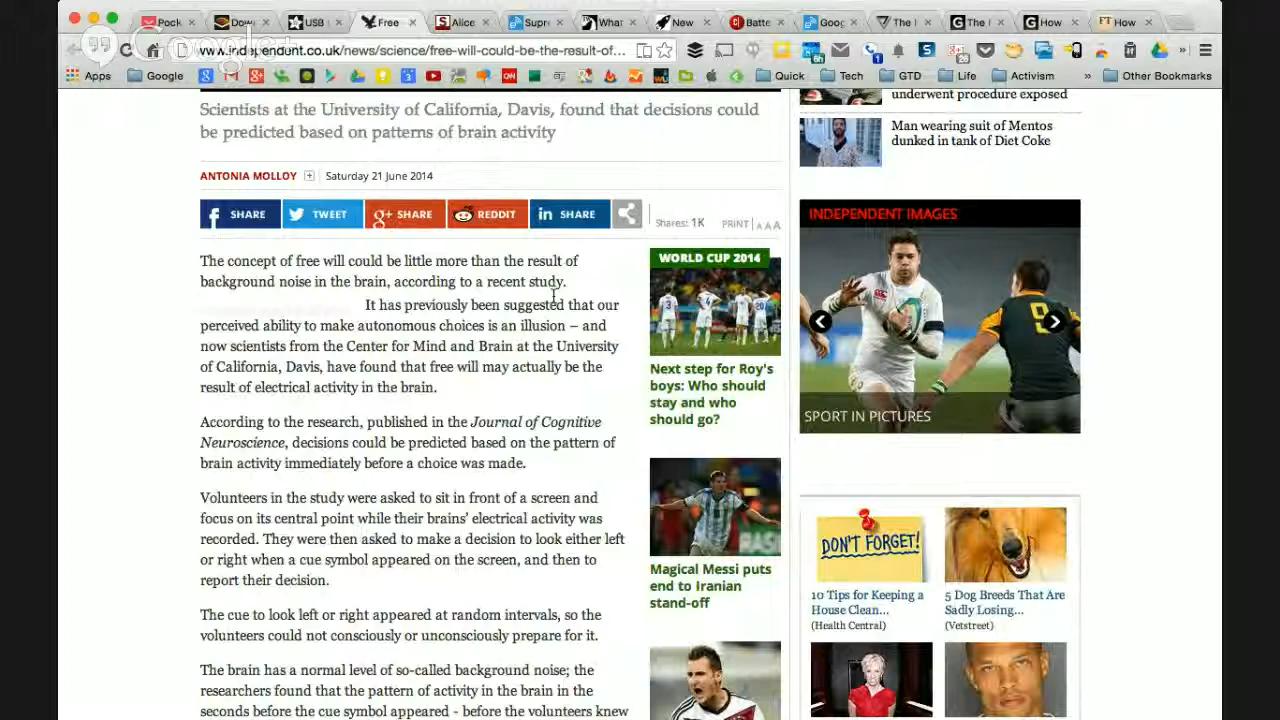 Pock
Dow
USB
Free
Alice
Supre
What
New
Batte
Goog
The I
The
How
How
www.independent.co.uk/news/science/free-will-could-be-the-result-of...
Apps
Google
Quick
Tech
GTD
Life
Activism
»
Other Bookmarks
Scientists at the University of California, Davis, found that decisions could
be predicted based on patterns of brain activity
ANTONIA MOLLOY
Saturday 21 June 2014
SHARE
TWEET
SHARE
REDDIT
SHARE
Shares: 1K
PRINT
A A A
The concept of free will could be little more than the result of
background noise in the brain, according to a recent study.
It has previously been suggested that our
perceived ability to make autonomous choices is an illusion – and
now scientists from the Center for Mind and Brain at the University
of California, Davis, have found that free will may actually be the
result of electrical activity in the brain.
According to the research, published in the Journal of Cognitive
Neuroscience, decisions could be predicted based on the pattern of
brain activity immediately before a choice was made.
Volunteers in the study were asked to sit in front of a screen and
focus on its central point while their brains' electrical activity was
recorded. They were then asked to make a decision to look either left
or right when a cue symbol appeared on the screen, and then to
report their decision.
The cue to look left or right appeared at random intervals, so the
volunteers could not consciously or unconsciously prepare for it.
The brain has a normal level of so-called background noise; the
researchers found that the pattern of activity in the brain in the
seconds before the cue symbol appeared - before the volunteers knew
WORLD CUP 2014
Next step for Roy's
boys: Who should
stay and who
should go?
Magical Messi puts
end to Iranian
stand-off
underwent procedure exposed
Man wearing suit of Mentos
dunked in tank of Diet Coke
INDEPENDENT IMAGES
SPORT IN PICTURES
DON'T FORGET!
10 Tips for Keeping a
House Clean...
(Health Central)
5 Dog Breeds That Are
Sadly Losing...
(Vetstreet)